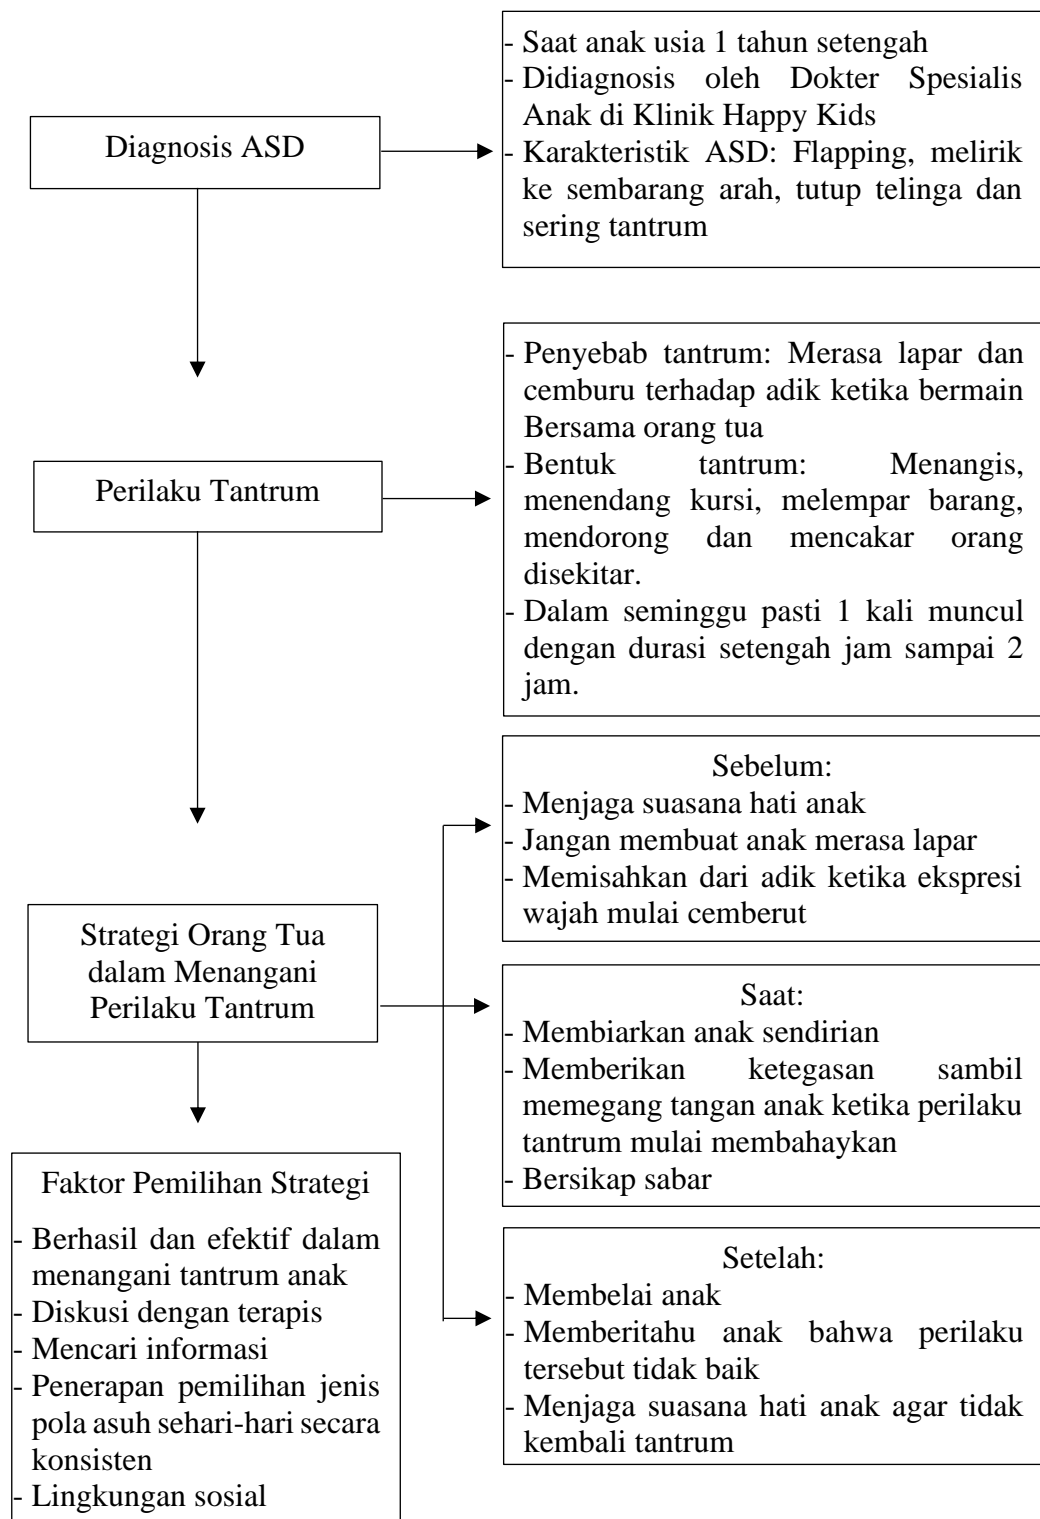 Diagnosis ASD
- Saat anak usia 1 tahun setengah
- Didiagnosis oleh Dokter Spesialis
Anak di Klinik Happy Kids
- Karakteristik ASD: Flapping, melirik
ke sembarang arah, tutup telinga dan
sering tantrum
Perilaku Tantrum
- Penyebab tantrum: Merasa lapar dan
cemburu terhadap adik ketika bermain
Bersama orang tua
- Bentuk tantrum: Menangis,
menendang kursi, melempar barang,
mendorong dan mencakar orang
disekitar.
- Dalam seminggu pasti 1 kali muncul
dengan durasi setengah jam sampai 2
jam.
Strategi Orang Tua
dalam Menangani
Perilaku Tantrum
Sebelum:
- Menjaga suasana hati anak
- Jangan membuat anak merasa lapar
- Memisahkan dari adik ketika ekspresi
wajah mulai cemberut
Saat:
- Membiarkan anak sendirian
- Memberikan ketegasan sambil
memegang tangan anak ketika perilaku
tantrum mulai membahaykan
- Bersikap sabar
Setelah:
- Membelai anak
- Memberitahu anak bahwa perilaku
tersebut tidak baik
- Menjaga suasana hati anak agar tidak
kembali tantrum
Faktor Pemilihan Strategi
- Berhasil dan efektif dalam
menangani tantrum anak
- Diskusi dengan terapis
- Mencari informasi
- Penerapan pemilihan jenis
pola asuh sehari-hari secara
konsisten
- Lingkungan sosial